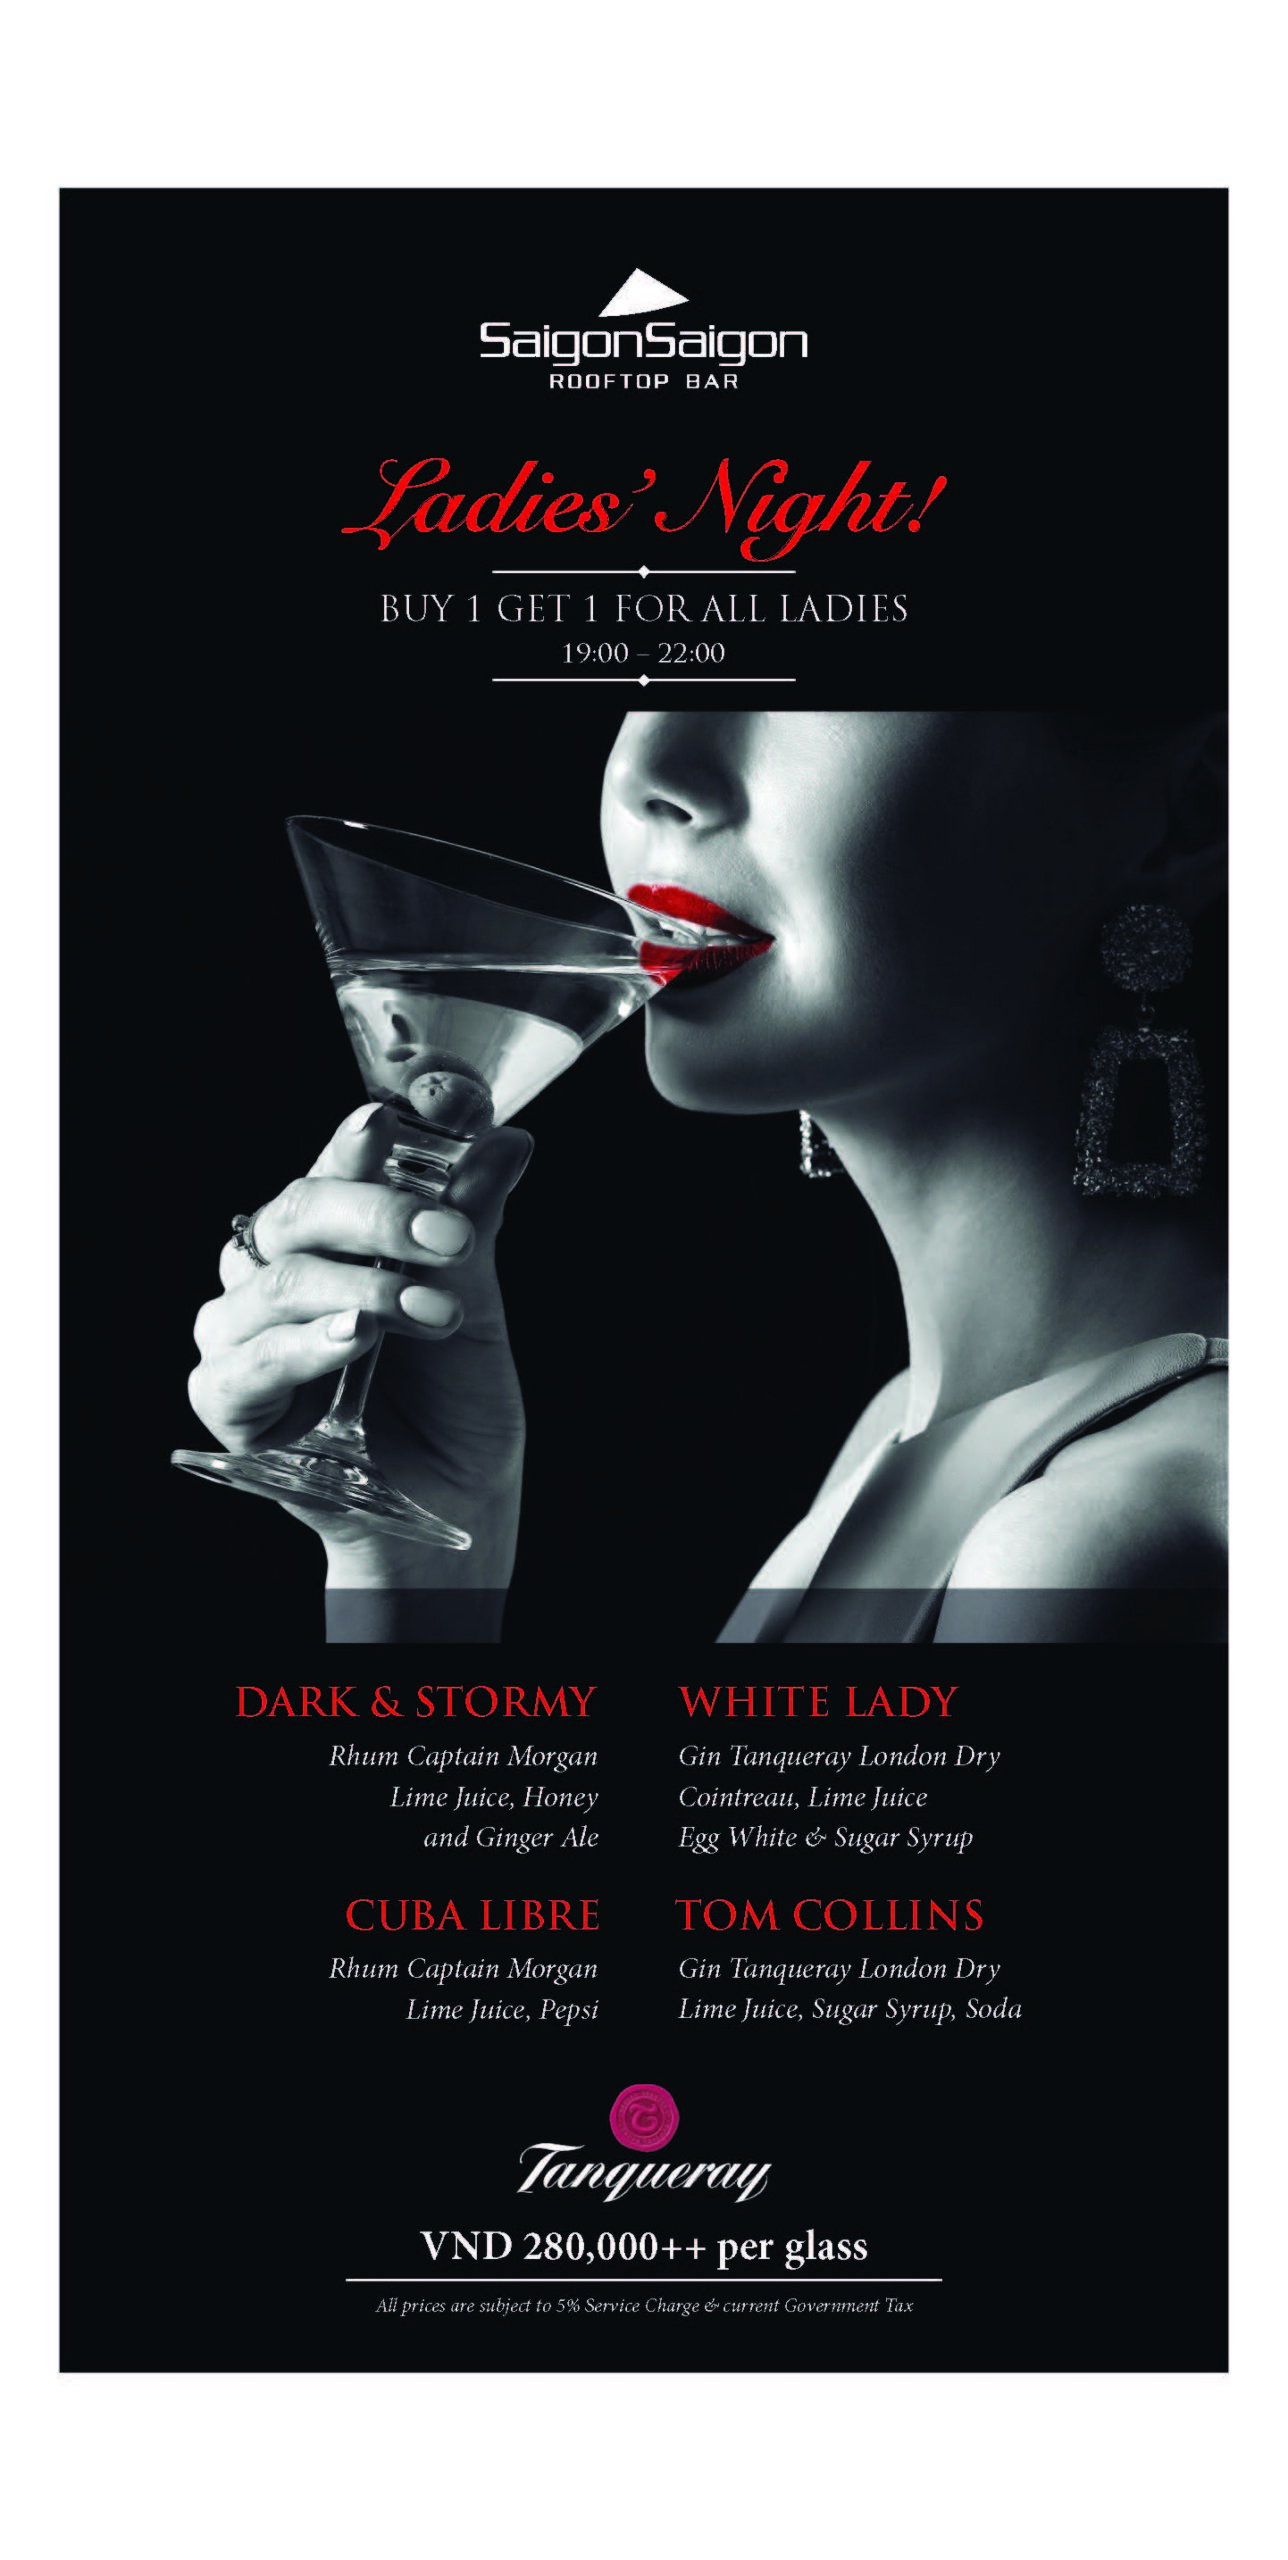 SaigonSaigon
ROOFTOP BAR
Ladies' Night!
BUY 1 GET 1 FOR ALL LADIES
19:00 – 22:00
DARK & STORMY
Rhum Captain Morgan
Lime Juice, Honey
and Ginger Ale
WHITE LADY
Gin Tanqueray London Dry
Cointreau, Lime Juice
Egg White & Sugar Syrup
CUBA LIBRE
Rhum Captain Morgan
Lime Juice, Pepsi
TOM COLLINS
Gin Tanqueray London Dry
Lime Juice, Sugar Syrup, Soda
Tanqueray
VND 280,000++ per glass
All prices are subject to 5% Service Charge & current Government Tax